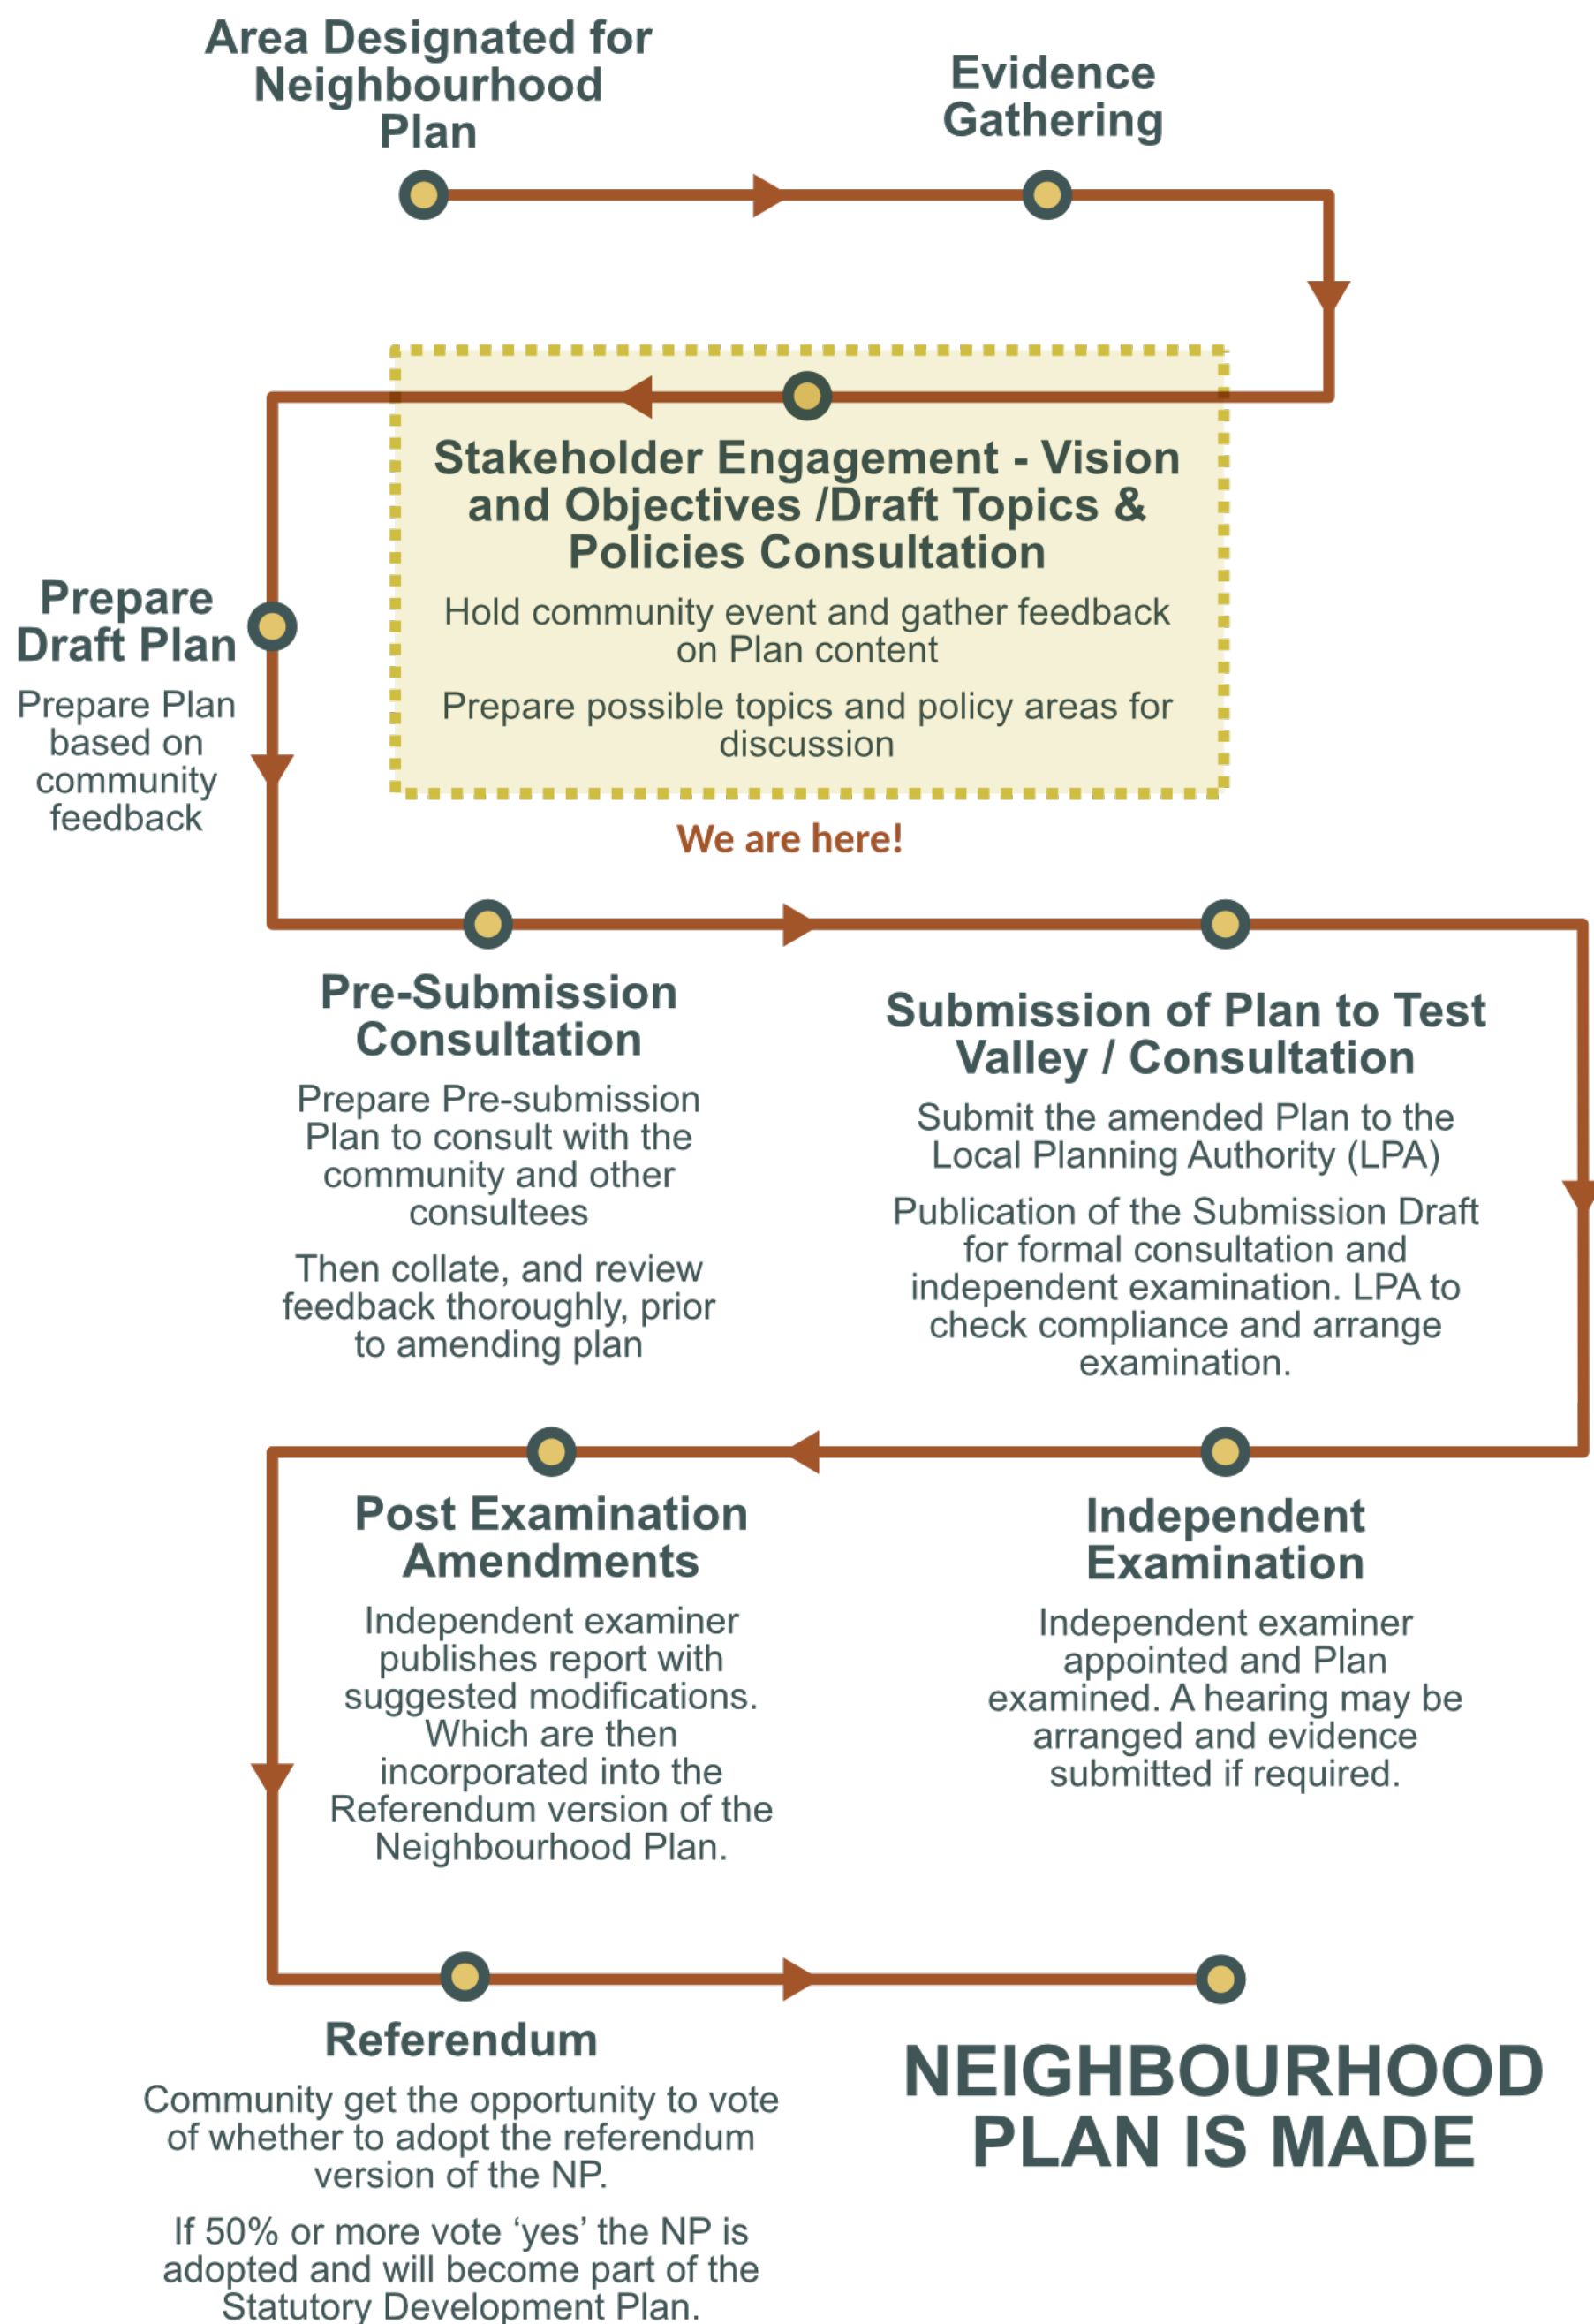 Area Designated for
Neighbourhood
Plan
Evidence
Gathering
Stakeholder Engagement - Vision
and Objectives /Draft Topics &
Policies Consultation
Hold community event and gather feedback
on Plan content
Prepare possible topics and policy areas for
discussion
We are here!
Prepare
Draft Plan
Prepare Plan
based on
community
feedback
Pre-Submission
Consultation
Prepare Pre-submission
Plan to consult with the
community and other
consultees
Then collate, and review
feedback thoroughly, prior
to amending plan
Submission of Plan to Test
Valley / Consultation
Submit the amended Plan to the
Local Planning Authority (LPA)
Publication of the Submission Draft
for formal consultation and
independent examination. LPA to
check compliance and arrange
examination.
Independent
Examination
Independent examiner
appointed and Plan
examined. A hearing may be
arranged and evidence
submitted if required.
Post Examination
Amendments
Independent examiner
publishes report with
suggested modifications.
Which are then
incorporated into the
Referendum version of the
Neighbourhood Plan.
Referendum
Community get the opportunity to vote
of whether to adopt the referendum
version of the NP.
If 50% or more vote ‘yes’ the NP is
adopted and will become part of the
Statutory Development Plan.
NEIGHBOURHOOD
PLAN IS MADE